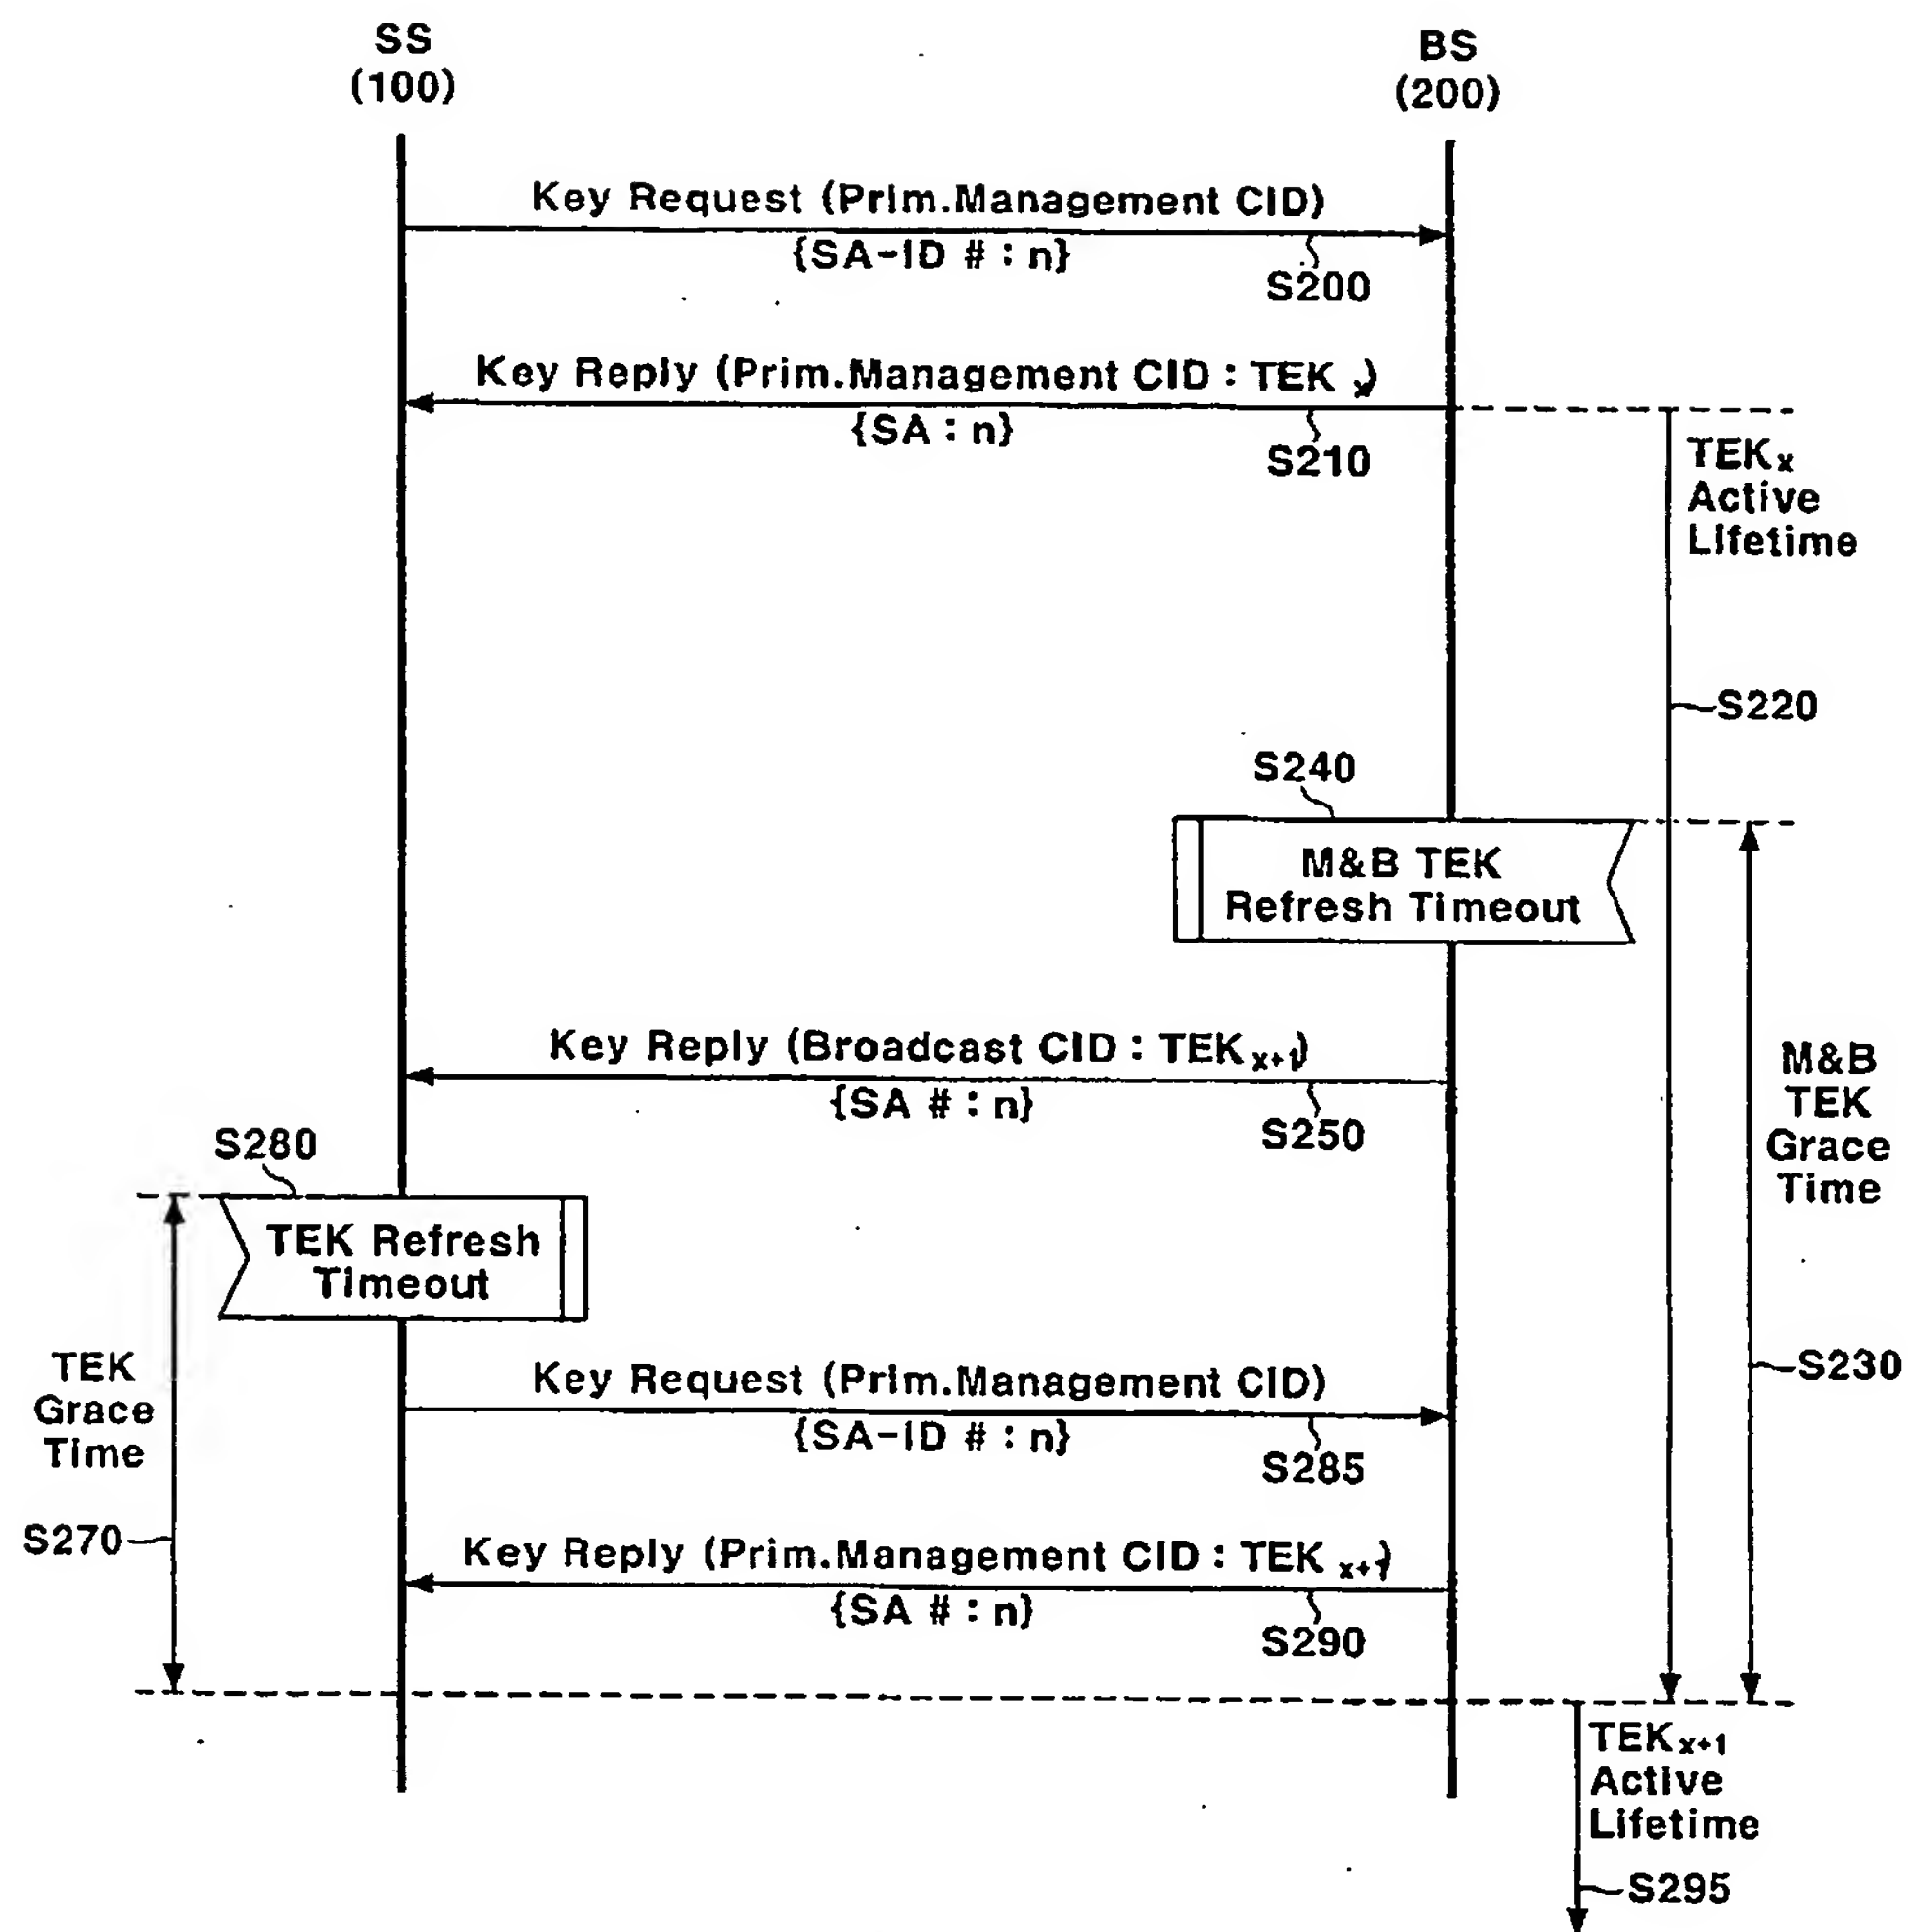 SS
(100)
BS
(200)
Key Request (Prim.Management CID)
{SA-ID # : n}
S200
Key Reply (Prim.Management CID : TEK x)
{SA : n}
S210
TEKx
Active
Lifetime
S220
S240
M&B TEK
Refresh Timeout
Key Reply (Broadcast CID : TEKx+1)
{SA # : n}
S250
M&B
TEK
Grace
Time
S280
TEK Refresh
Timeout
TEK
Grace
Time
Key Request (Prim.Management CID)
{SA-ID # : n}
S285
S230
S270
Key Reply (Prim.Management CID : TEK x+1)
{SA # : n}
S290
TEKx+1
Active
Lifetime
S295